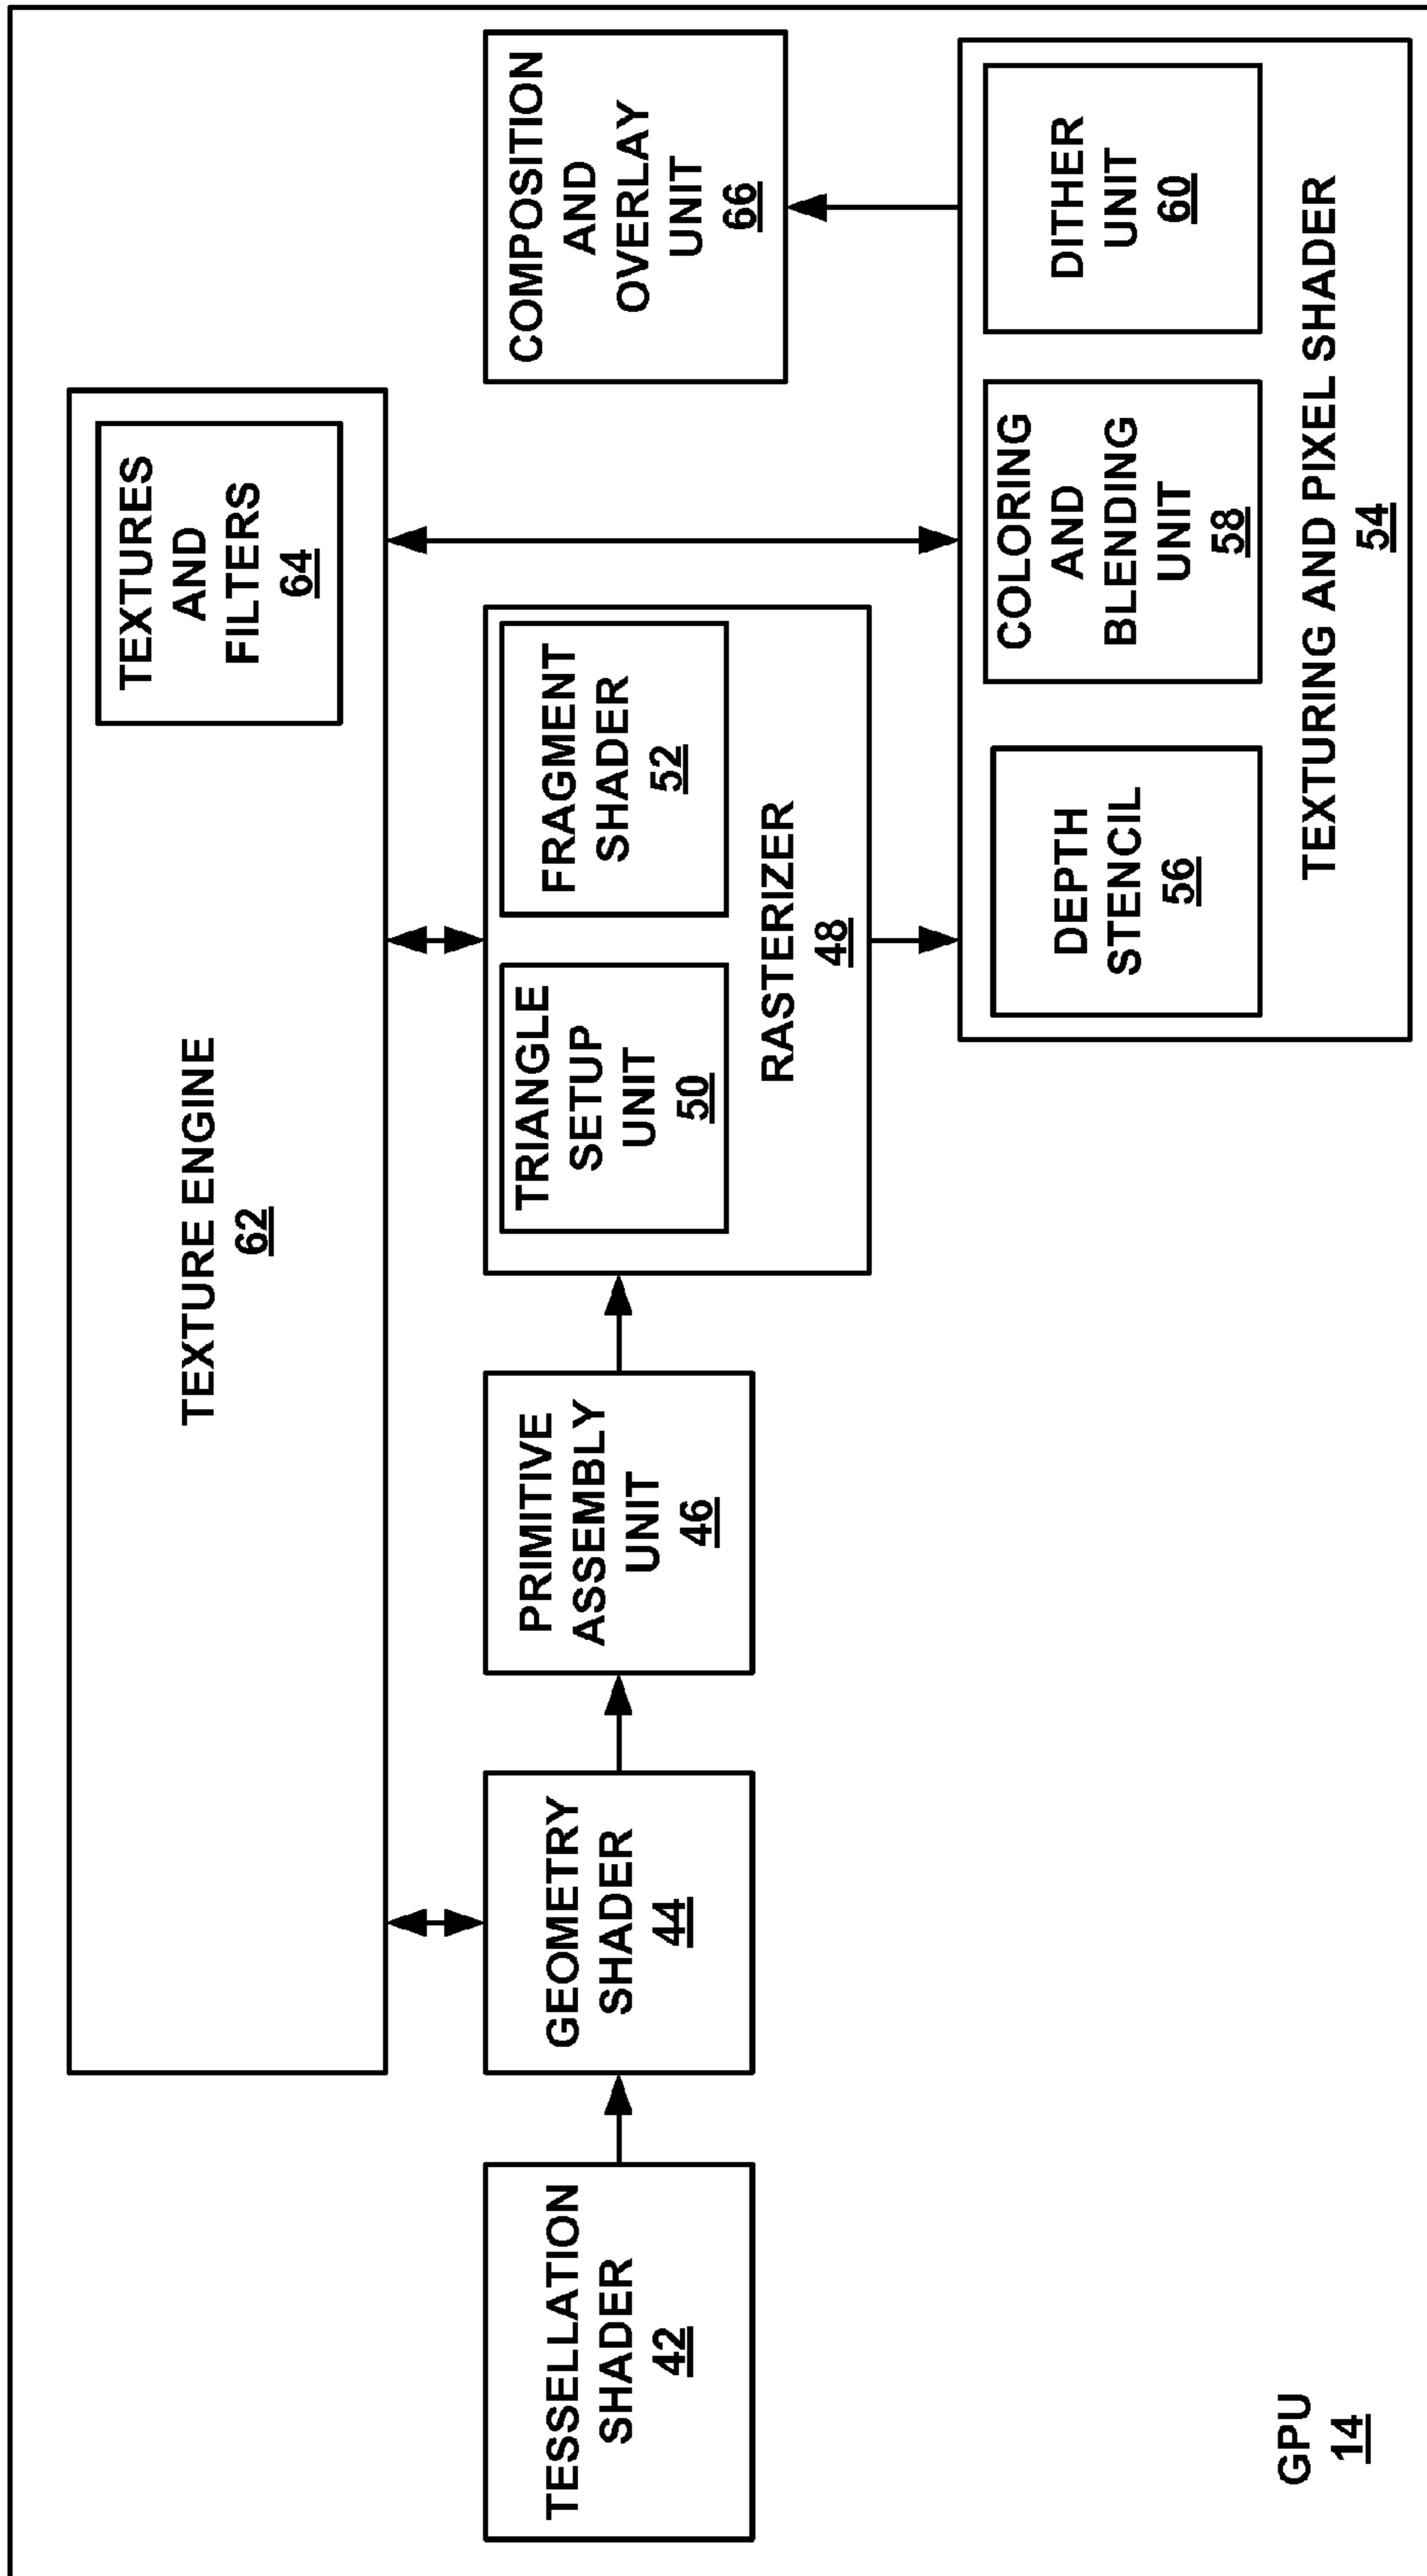 TEXTURE ENGINE
62
TEXTURES
AND
FILTERS
64
TESSELLATION
SHADER
42
GEOMETRY
SHADER
44
PRIMITIVE
ASSEMBLY
UNIT
46
TRIANGLE
SETUP
UNIT
50
FRAGMENT
SHADER
52
RASTERIZER
48
COMPOSITION
AND
OVERLAY
UNIT
66
DEPTH
STENCIL
56
COLORING
AND
BLENDING
UNIT
58
DITHER
UNIT
60
TEXTURING AND PIXEL SHADER
54
GPU
14